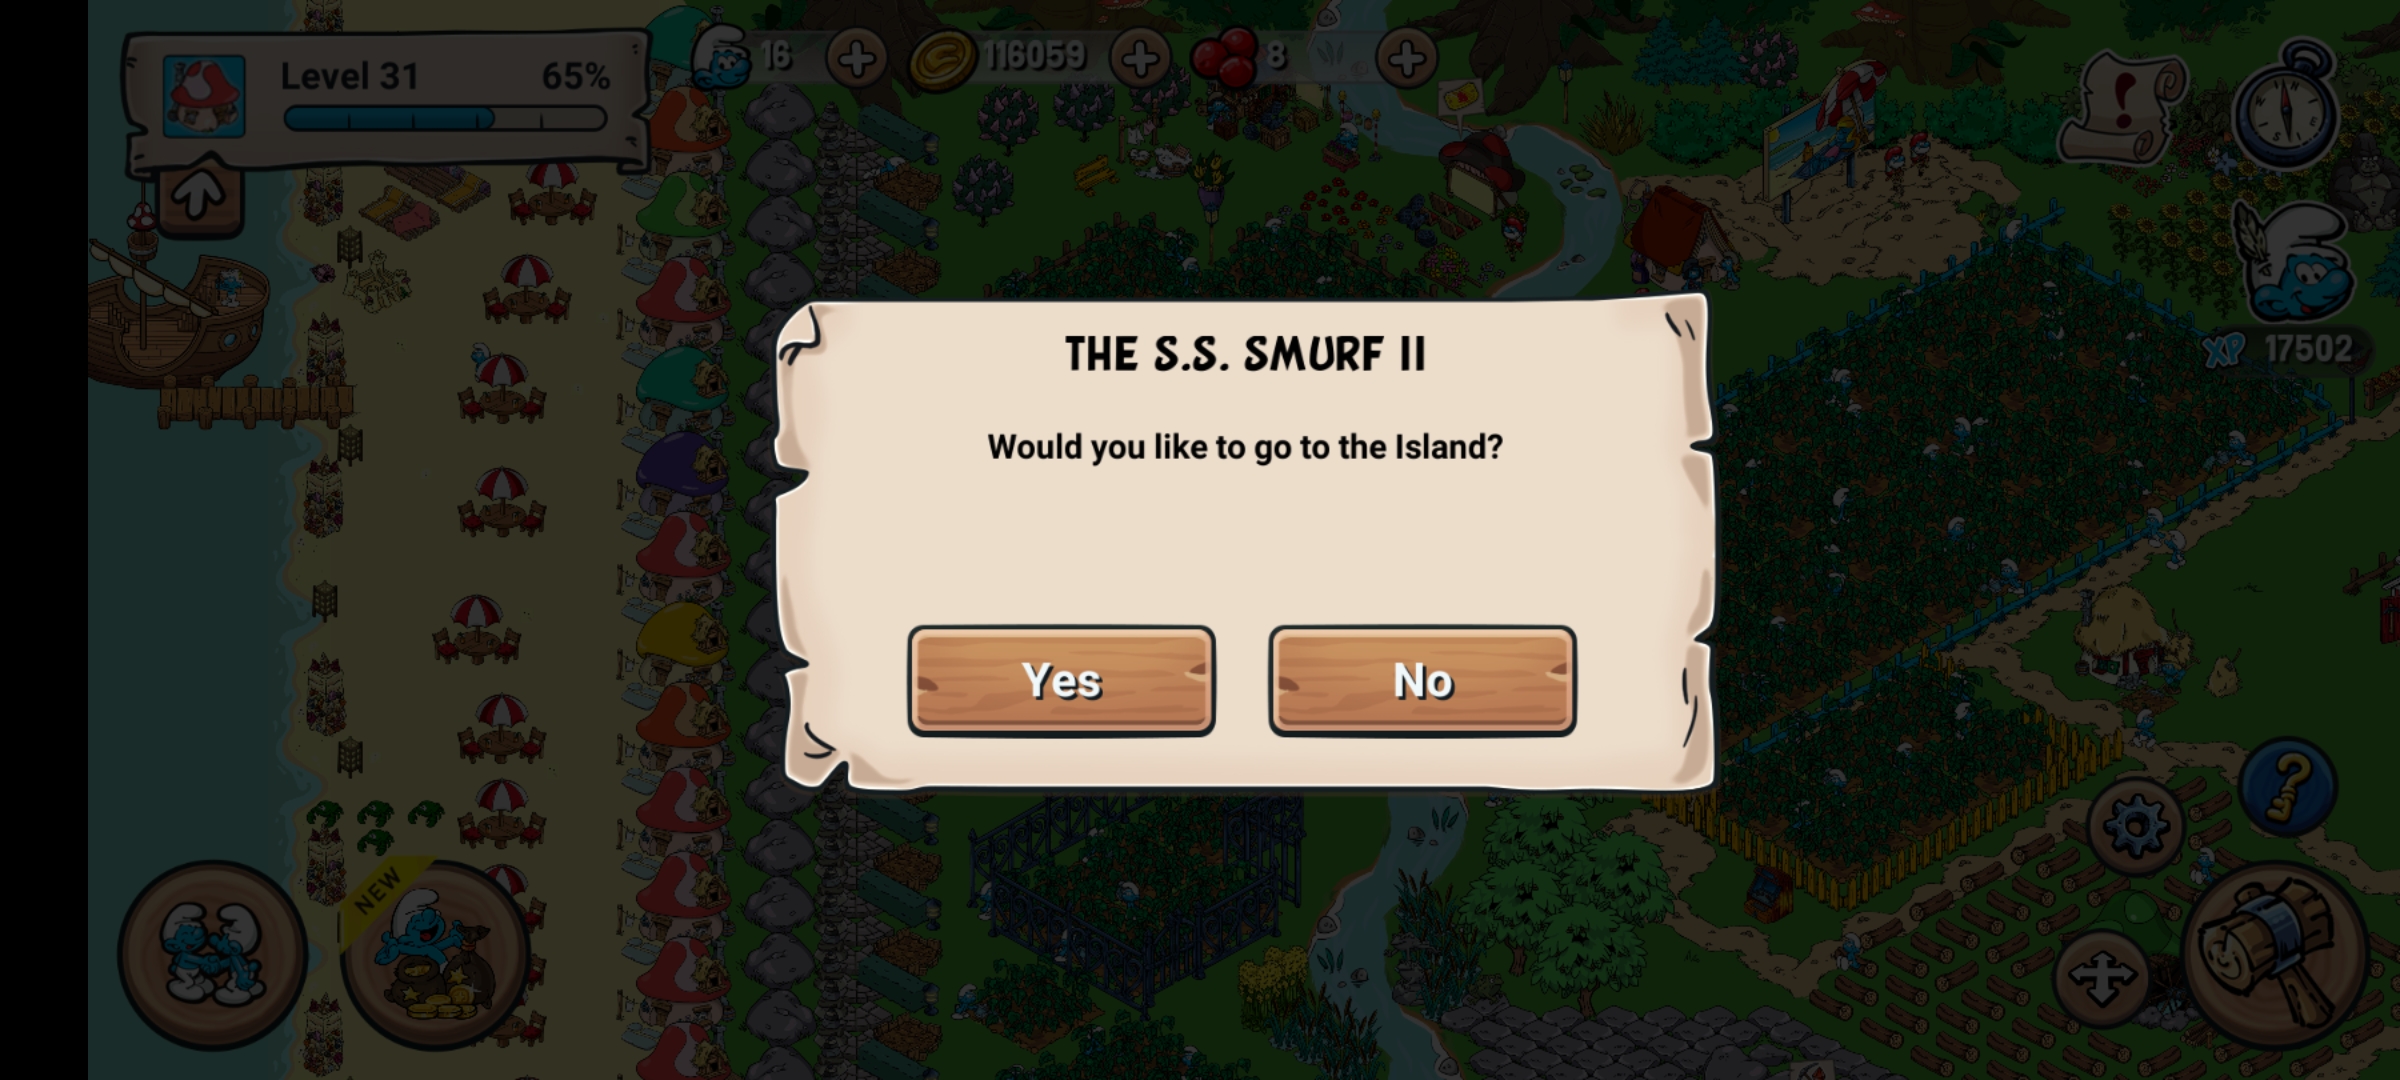 Level 31 65%
16
116059
8
XP 17502
THE S.S. SMURF II
Would you like to go to the Island?
Yes
No
NEW